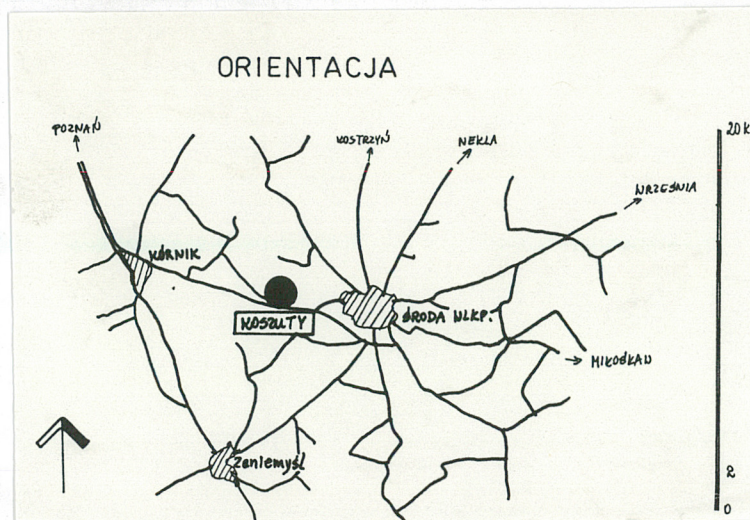 ORIENTACJA
POZNAŃ
KOSTRZYŃ
NEKLA
20 K
WRZEŚNIA
KÓRNIK
KOSZUTY
ŚRODA WLKP.
MIŁOSŁAW
Zaniemyśl
2
0